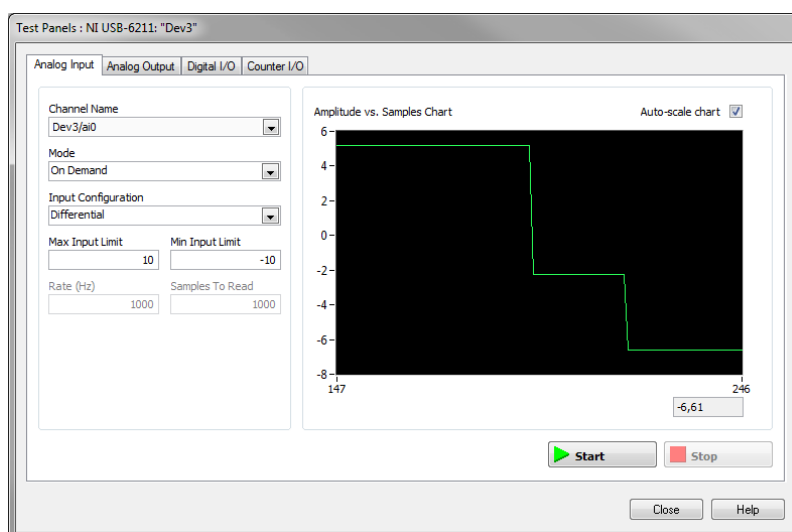 Test Panels : NI USB-6211: "Dev3"
Analog Input Analog Output Digital I/O Counter I/O
Channel Name
Dev3/ai0
Mode
On Demand
Input Configuration
Differential
Max Input Limit Min Input Limit
10 -10
Rate (Hz) Samples To Read
1000 1000
Amplitude vs. Samples Chart Auto-scale chart
6
4
2
0
-2
-4
-6
-8
147 246
-6,61
Start Stop
Close Help